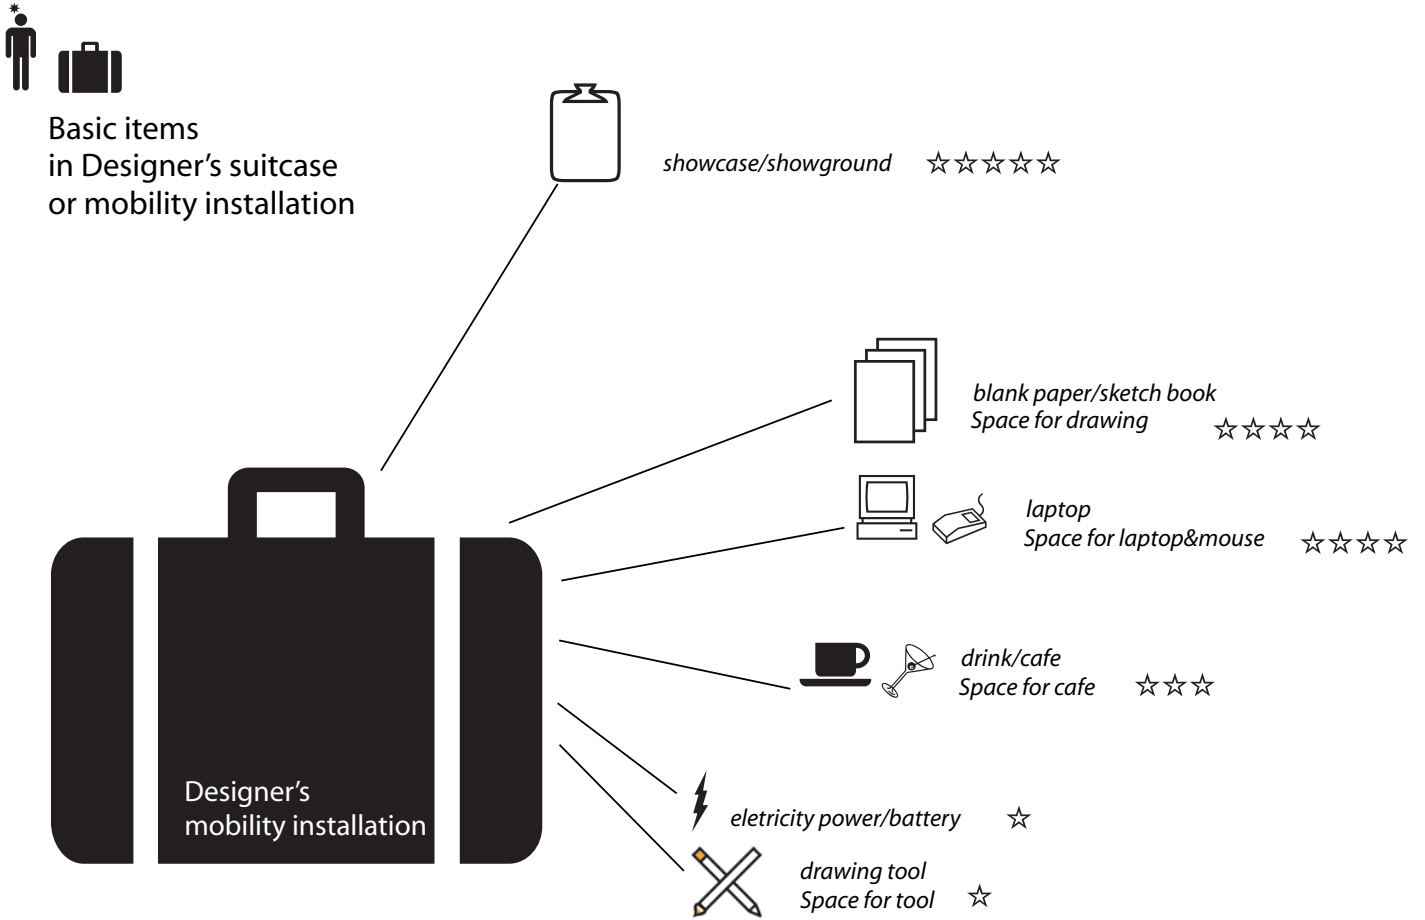 Basic items
in Designer's suitcase
or mobility installation
showcase/showground ☆☆☆☆☆
blank paper/sketch book
Space for drawing ☆☆☆☆
laptop
Space for laptop&mouse ☆☆☆☆
drink/cafe
Space for cafe ☆☆☆
Designer's
mobility installation
eletricity power/battery ☆
drawing tool
Space for tool ☆